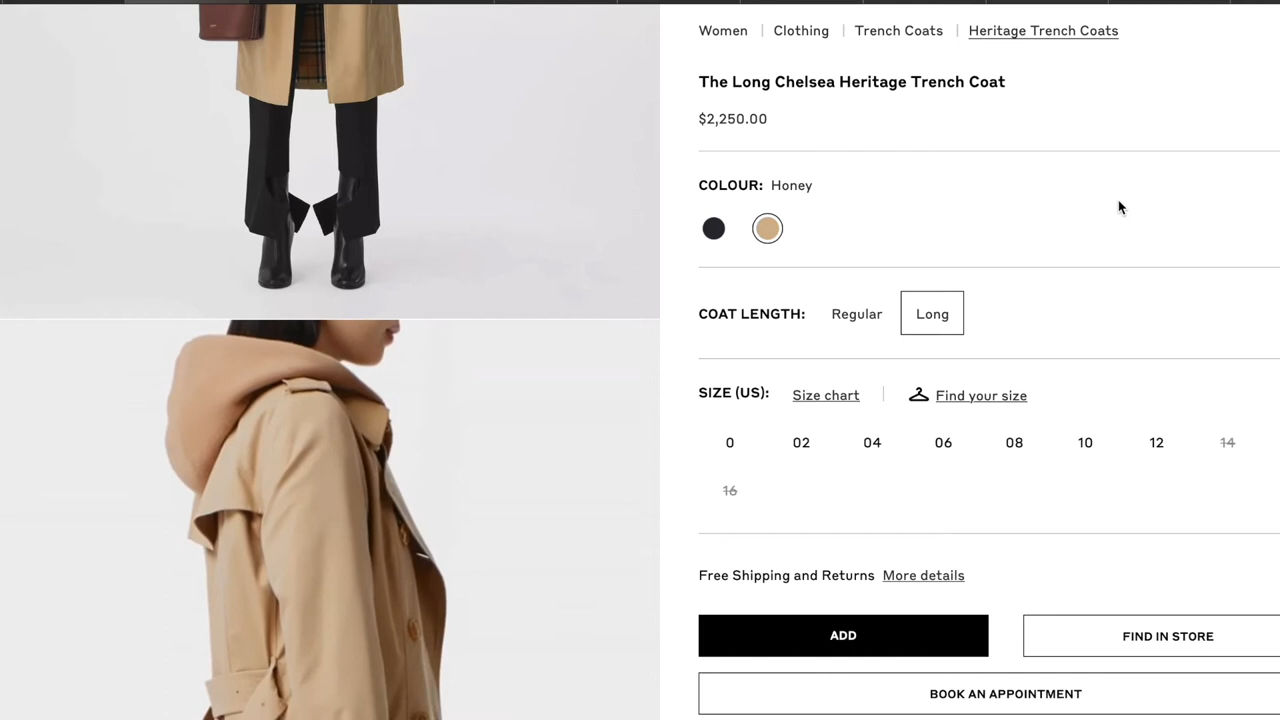 Women | Clothing | Trench Coats | Heritage Trench Coats
The Long Chelsea Heritage Trench Coat
$2,250.00
COLOUR: Honey
COAT LENGTH: Regular Long
SIZE (US): Size chart | Find your size
0 02 04 06 08 10 12 14
16
Free Shipping and Returns More details
ADD FIND IN STORE
BOOK AN APPOINTMENT